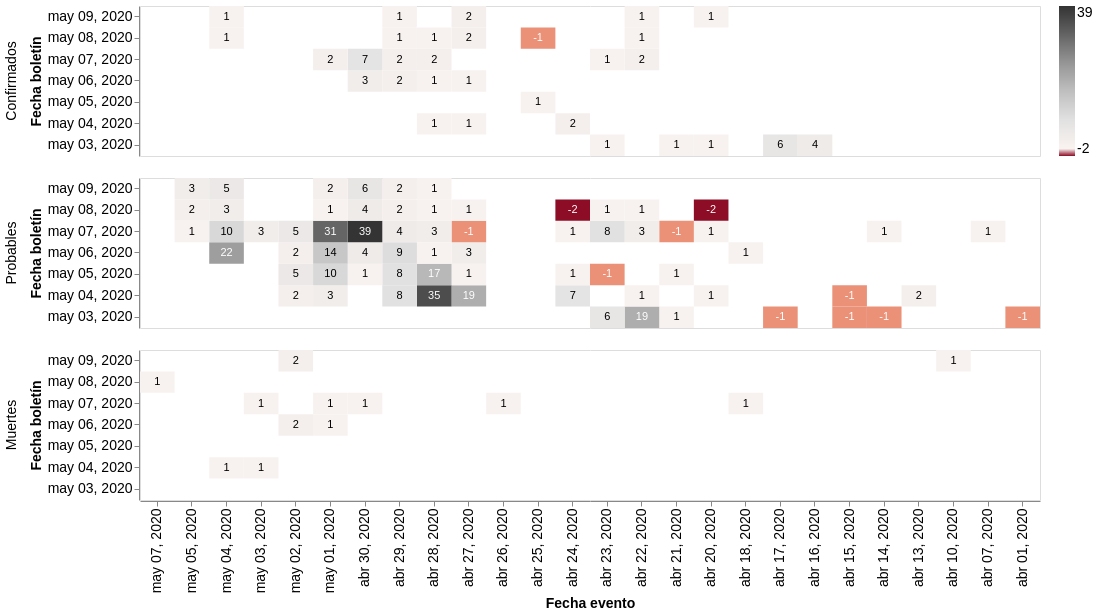 Confirmados
Fecha boletín
may 09, 2020 1 1 2 1 1
may 08, 2020 1 1 1 2 -1 1
may 07, 2020 2 7 2 2 1 2
may 06, 2020 3 2 1 1
may 05, 2020 1
may 04, 2020 1 1 2
may 03, 2020 1 1 1 6 4
39
-2
Probables
Fecha boletín
may 09, 2020 3 5 2 6 2 1
may 08, 2020 2 3 1 4 2 1 1 -2 1 1 -2
may 07, 2020 1 10 3 5 31 39 4 3 -1 1 8 3 -1 1 1 1
may 06, 2020 22 2 14 4 9 1 3 1
may 05, 2020 5 10 1 8 17 1 1 -1 1
may 04, 2020 2 3 8 35 19 7 1 1 -1 2
may 03, 2020 6 19 1 -1 -1 -1 -1
Muertes
Fecha boletín
may 09, 2020 2 1
may 08, 2020 1
may 07, 2020 1 1 1 1 1
may 06, 2020 2 1
may 05, 2020
may 04, 2020 1 1
may 03, 2020
may 07, 2020
may 05, 2020
may 04, 2020
may 03, 2020
may 02, 2020
may 01, 2020
abr 30, 2020
abr 29, 2020
abr 28, 2020
abr 27, 2020
abr 26, 2020
abr 25, 2020
abr 24, 2020
abr 23, 2020
abr 22, 2020
abr 21, 2020
abr 20, 2020
abr 18, 2020
abr 17, 2020
abr 16, 2020
abr 15, 2020
abr 14, 2020
abr 13, 2020
abr 10, 2020
abr 07, 2020
abr 01, 2020
Fecha evento